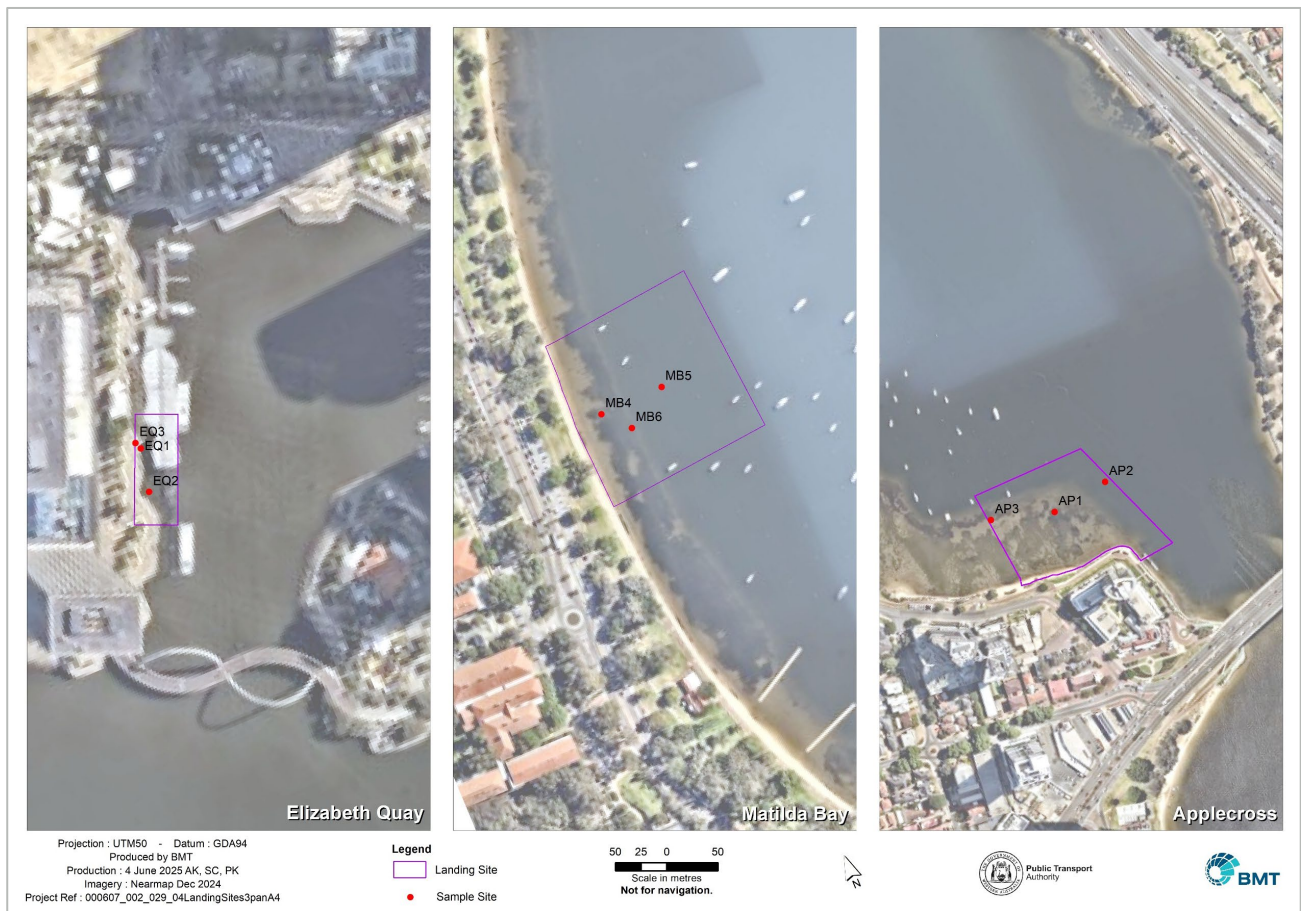 EQ3
EQ1
EQ2
Elizabeth Quay
MB5
MB4
MB6
Matilda Bay
AP2
AP1
AP3
Applecross
Projection : UTM50 - Datum : GDA94
Produced by BMT
Production : 4 June 2025 AK, SC, PK
Imagery : Nearmap Dec 2024
Project Ref : 000607_002_029_04LandingSites3panA4
Legend
Landing Site
Sample Site
50 25 0 50
Scale in metres
Not for navigation.
N
Public Transport
Authority
BMT